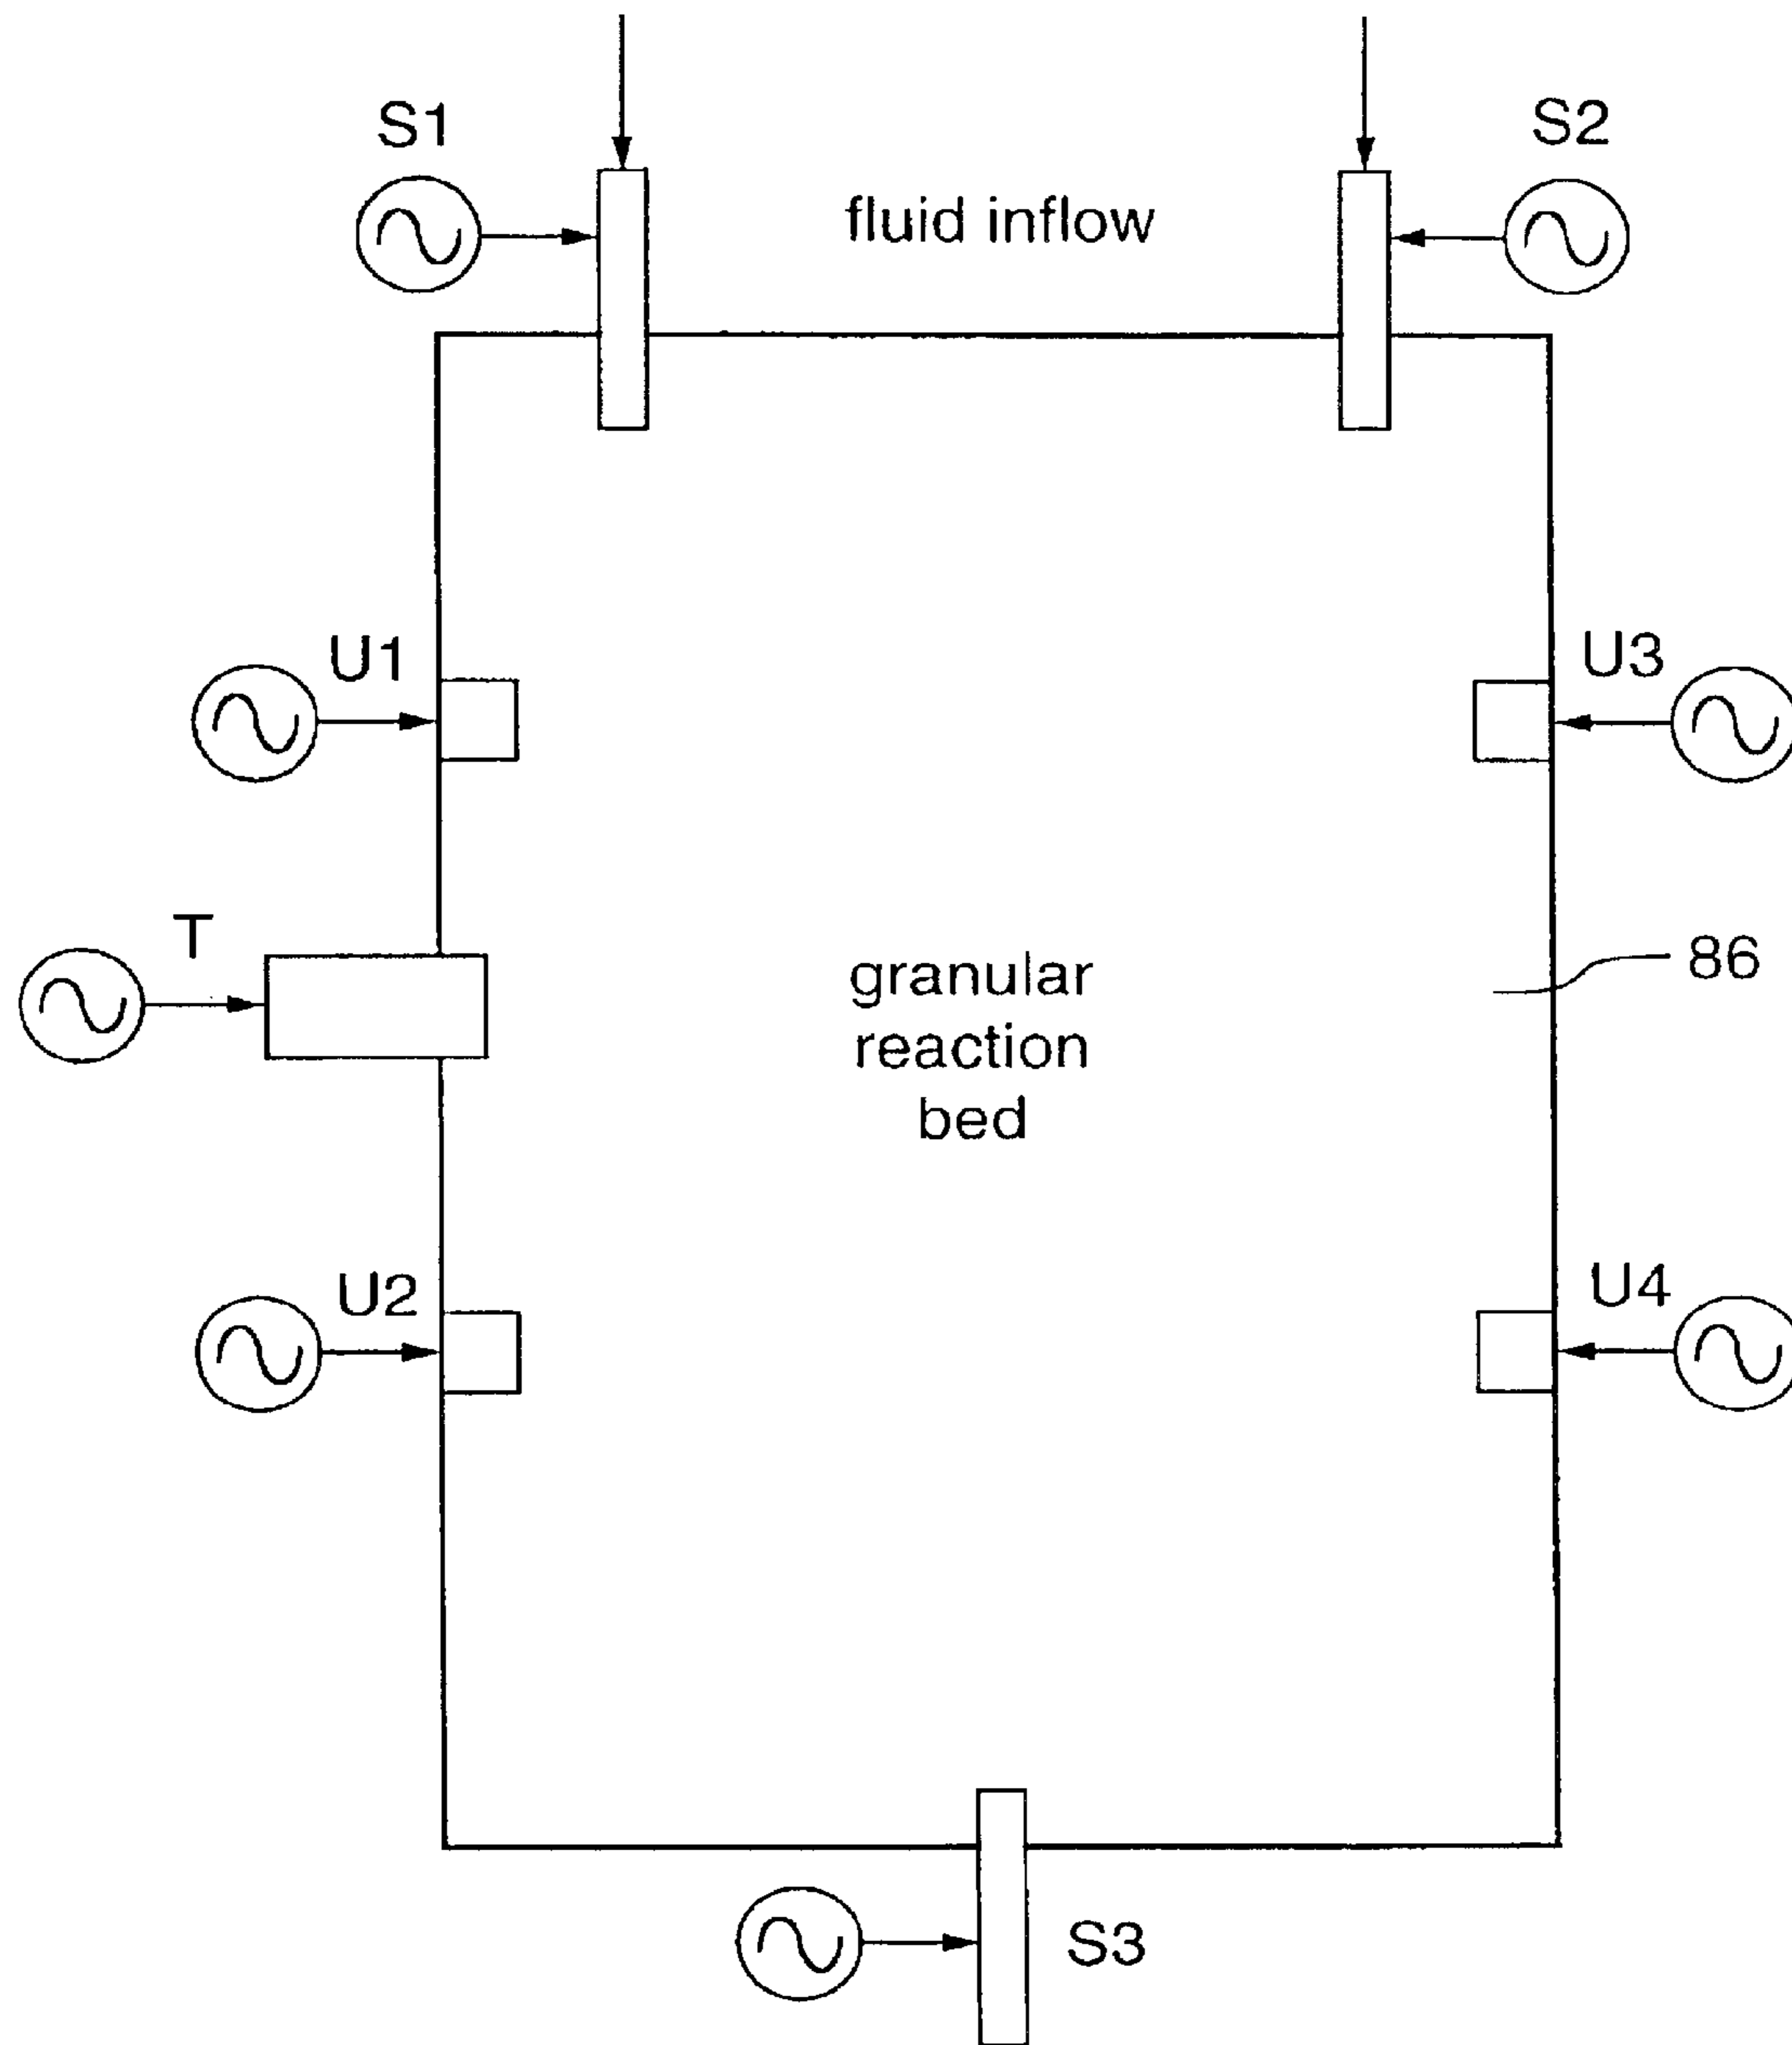 S1
S2
fluid inflow
U1
U3
T
granular
reaction
bed
86
U2
U4
S3